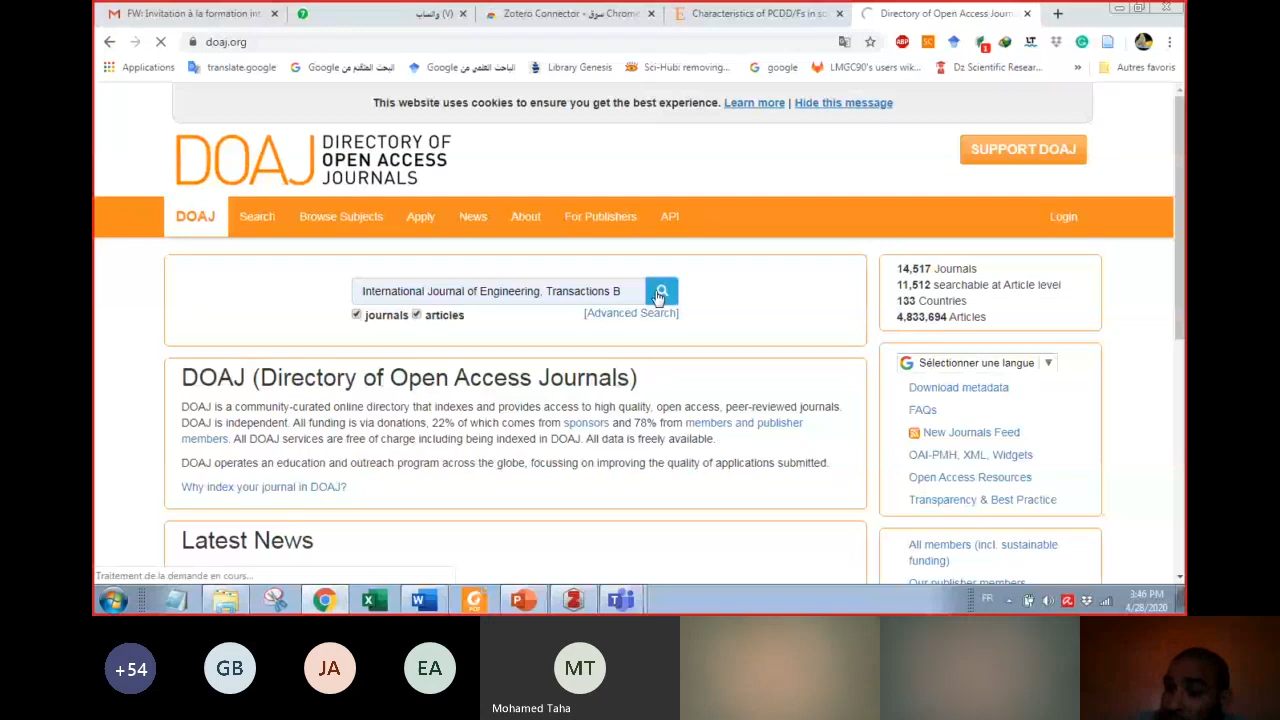 FW: Invitation à la formation int
(7) واتساب
Zotero Connector - سوق Chrome
Characteristics of PCDD/Fs in so
Directory of Open Access Journ
doaj.org
Applications
translate.google
البحث المتقدم من Google
الباحث العلمي من Google
Library Genesis
Sci-Hub: removing...
google
LMGC90's users wik...
Dz Scientific Resear...
»
Autres favoris
This website uses cookies to ensure you get the best experience. Learn more | Hide this message
DOAJ
DIRECTORY OF
OPEN ACCESS
JOURNALS
SUPPORT DOAJ
DOAJ Search Browse Subjects Apply News About For Publishers API Login
International Journal of Engineering, Transactions B
journals articles [Advanced Search]
14,517 Journals
11,512 searchable at Article level
133 Countries
4,833,694 Articles
DOAJ (Directory of Open Access Journals)
DOAJ is a community-curated online directory that indexes and provides access to high quality, open access, peer-reviewed journals.
DOAJ is independent. All funding is via donations, 22% of which comes from sponsors and 78% from members and publisher
members. All DOAJ services are free of charge including being indexed in DOAJ. All data is freely available.
DOAJ operates an education and outreach program across the globe, focussing on improving the quality of applications submitted.
Why index your journal in DOAJ?
Sélectionner une langue ▼
Download metadata
FAQs
New Journals Feed
OAI-PMH, XML, Widgets
Open Access Resources
Transparency & Best Practice
Latest News
All members (incl. sustainable
funding)
Our publisher members
Traitement de la demande en cours...
FR
3:46 PM
4/28/2020
+54
GB
JA
EA
MT
Mohamed Taha